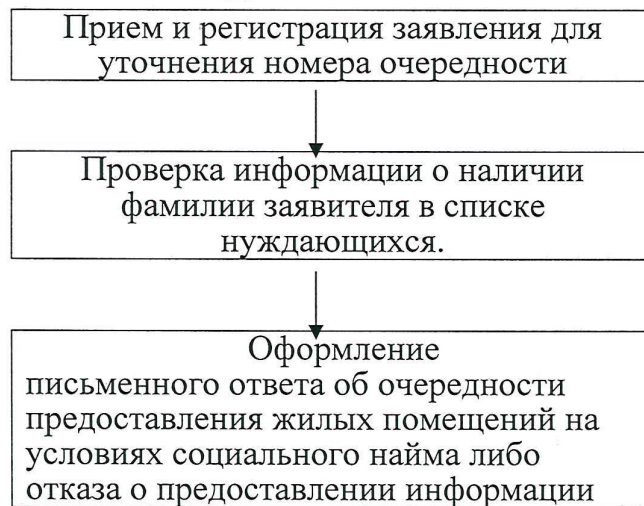 Прием и регистрация заявления для
уточнения номера очередности
Проверка информации о наличии
фамилии заявителя в списке
нуждающихся.
Оформление
письменного ответа об очередности
предоставления жилых помещений на
условиях социального найма либо
отказа о предоставлении информации